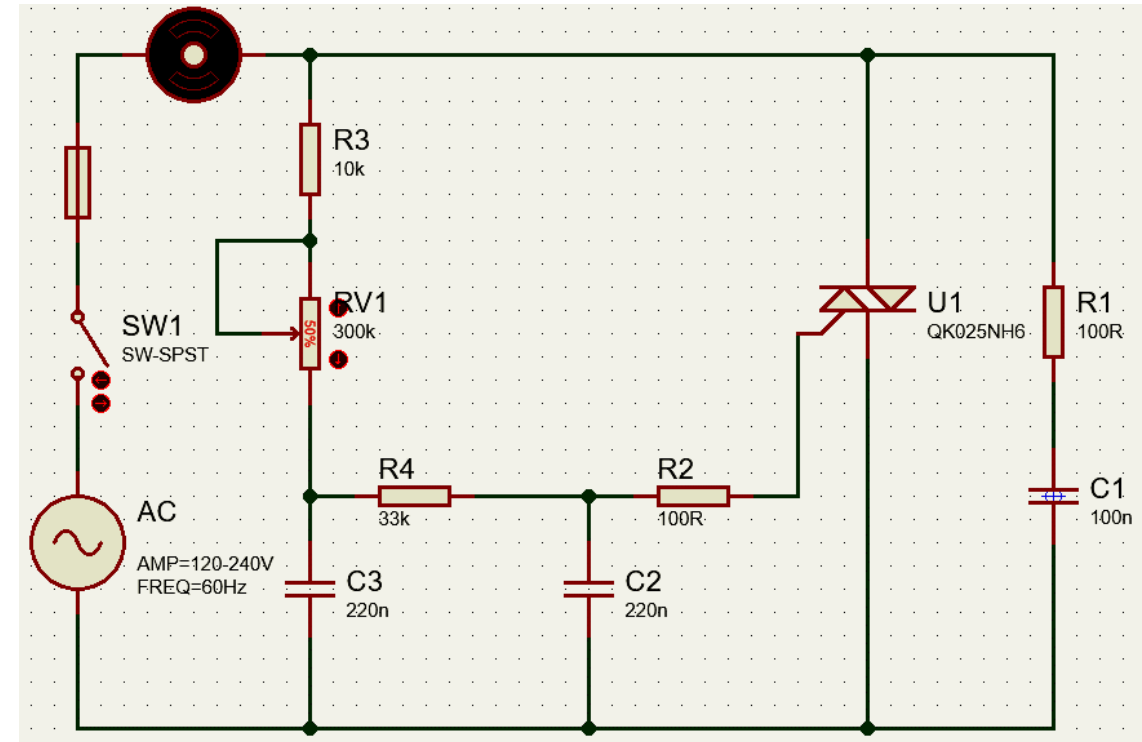 R3
10k
RV1
300k
50%
SW1
SW-SPST
U1
QK025NH6
R1
100R
R4
33k
R2
100R
C1
100n
AC
AMP=120-240V
FREQ=60Hz
C3
220n
C2
220n